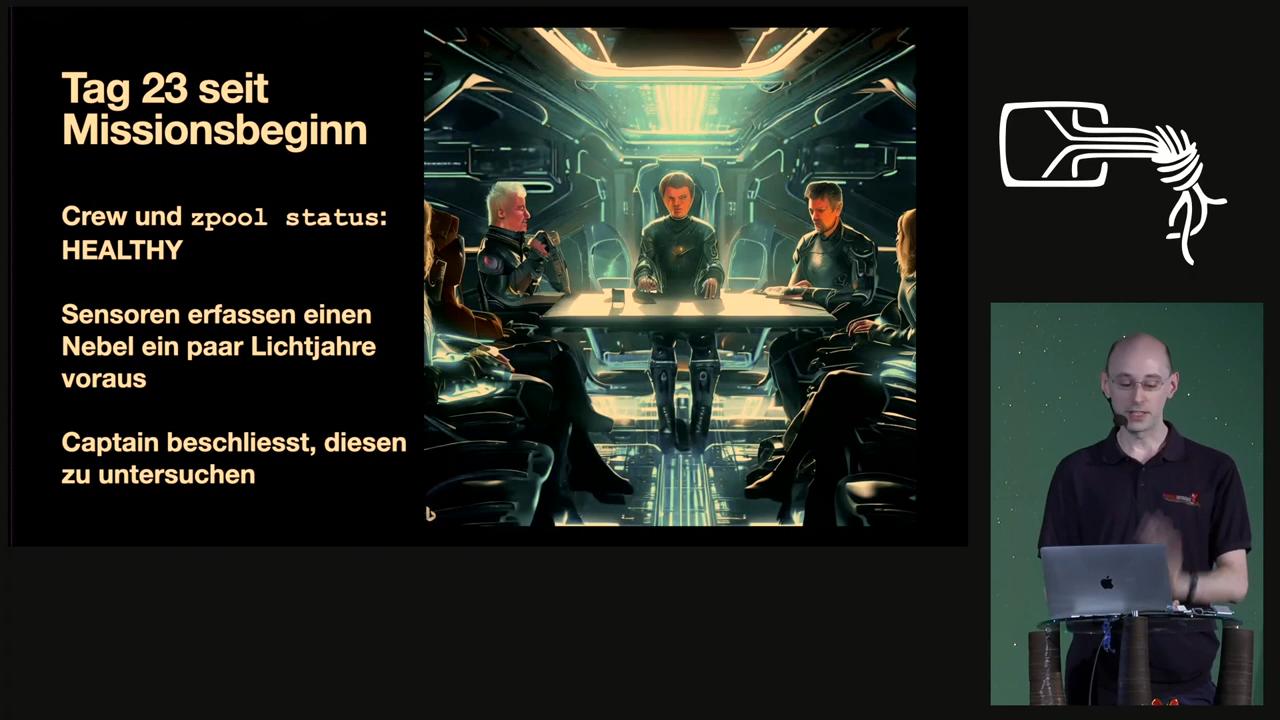 Tag 23 seit
Missionsbeginn
Crew und zpool status:
HEALTHY
Sensoren erfassen einen
Nebel ein paar Lichtjahre
voraus
Captain beschliesst, diesen
zu untersuchen